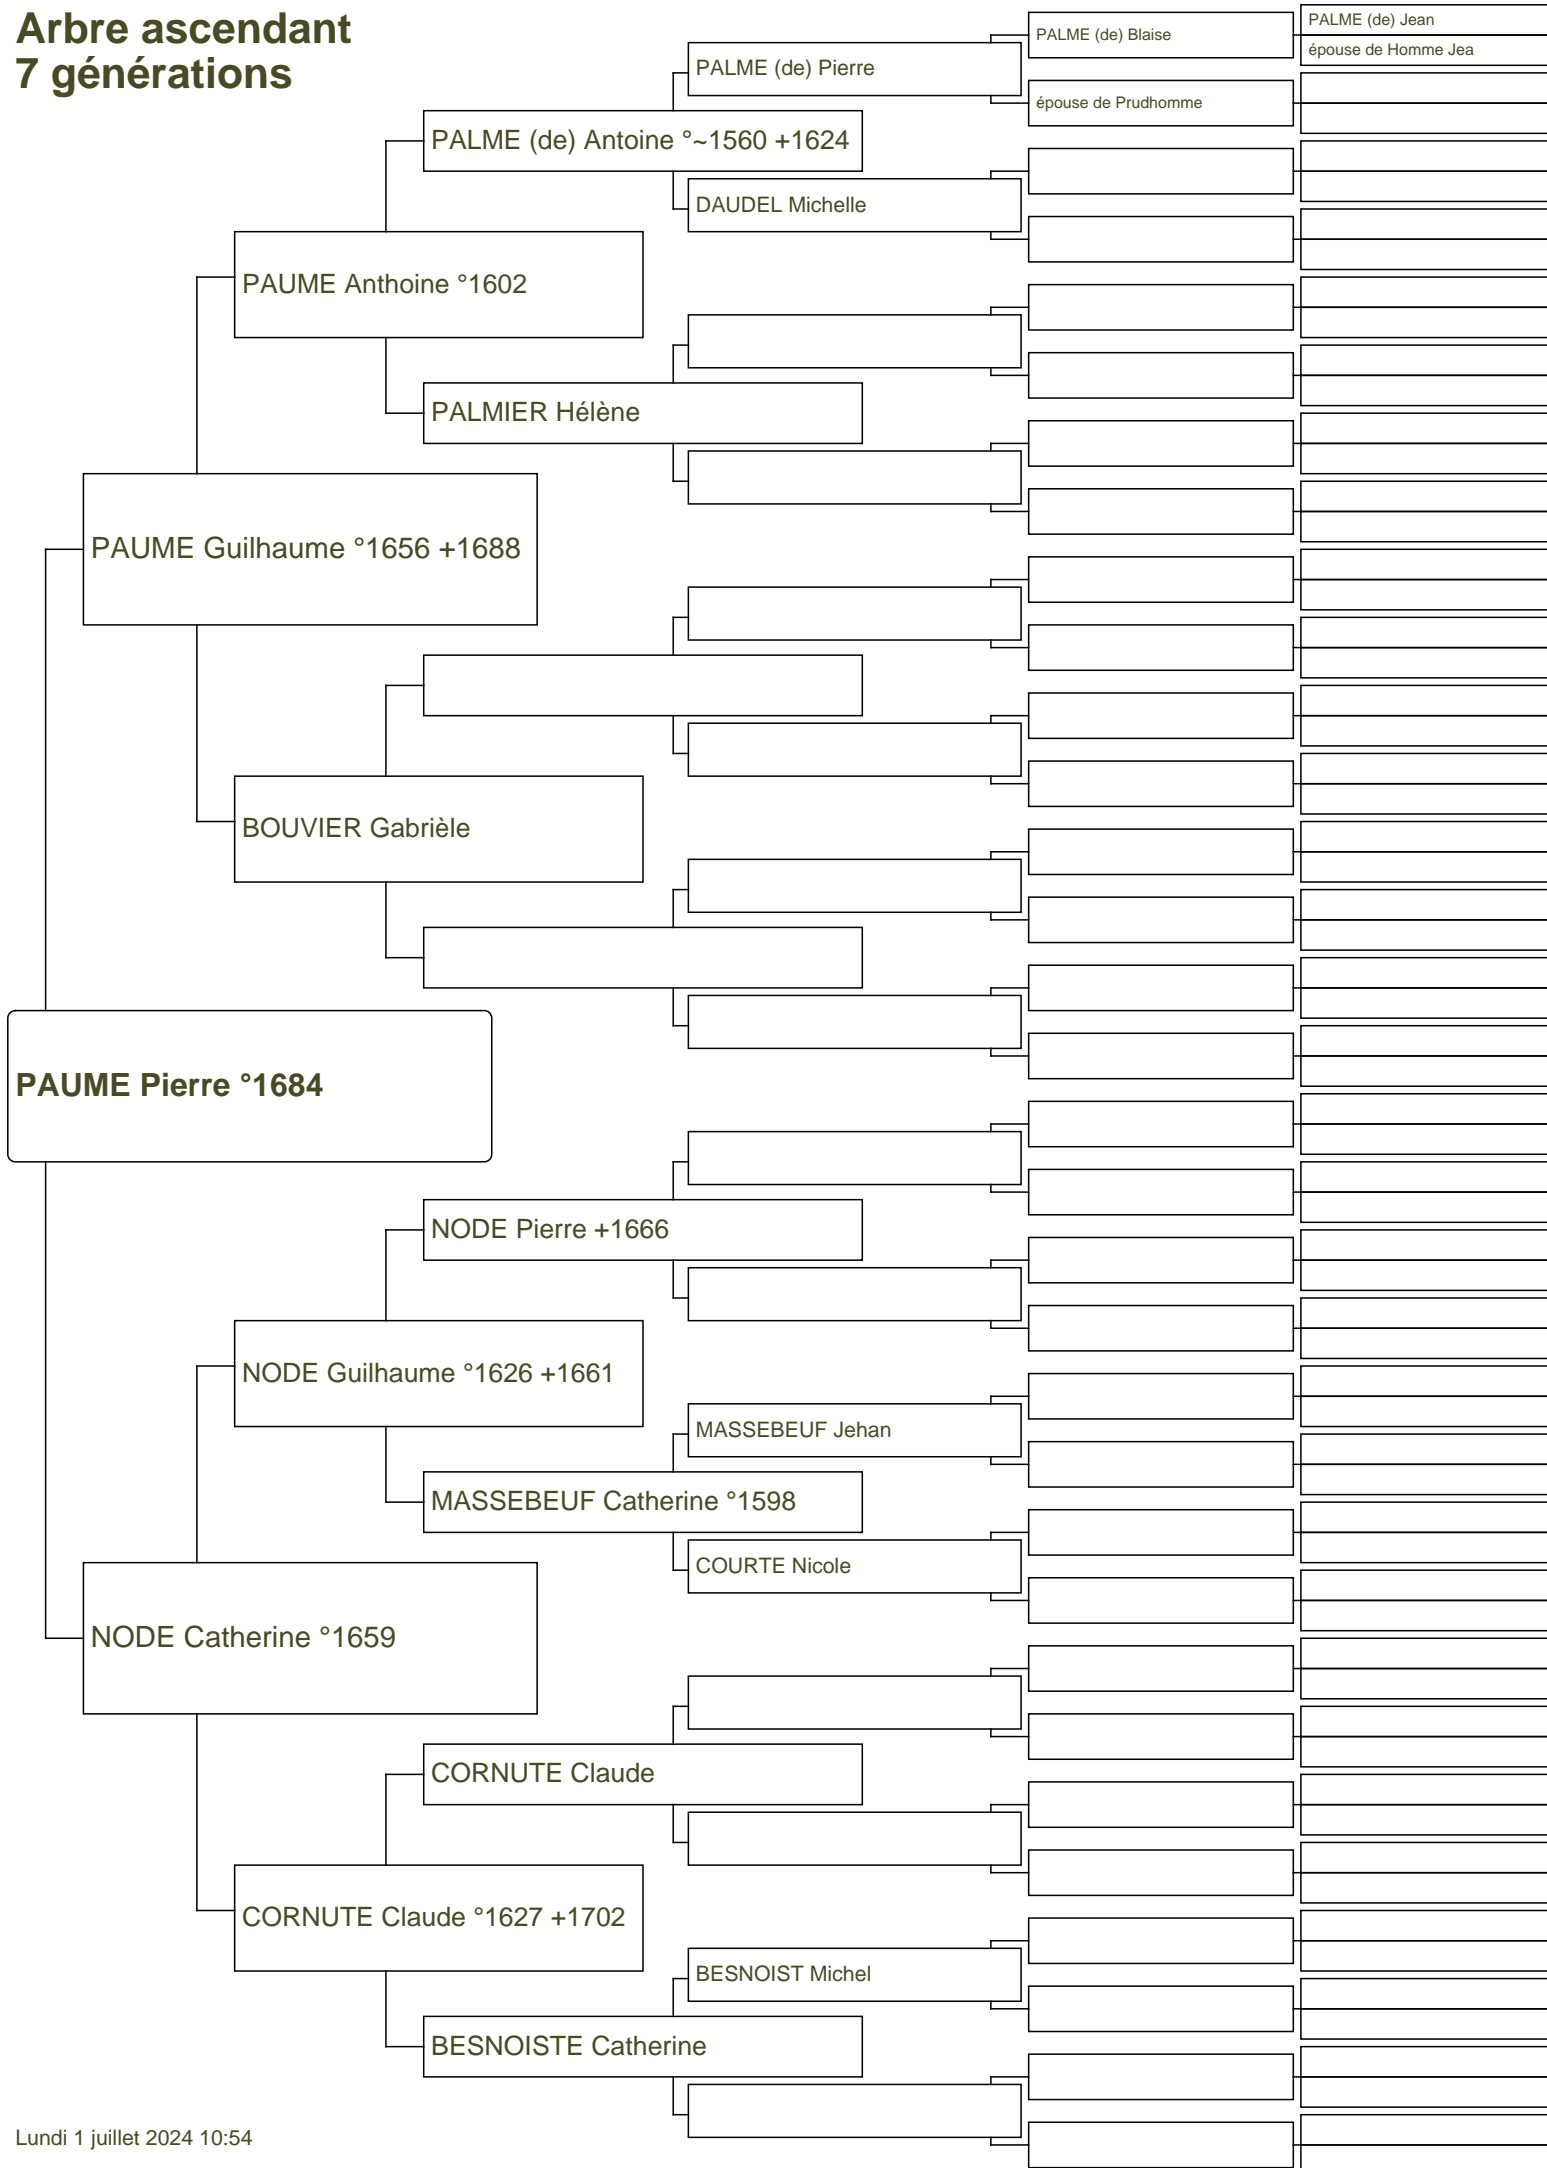 Arbre ascendant
7 générations
PALME (de) Jean
épouse de Homme Jea
PALME (de) Blaise
PALME (de) Pierre
épouse de Prudhomme
PALME (de) Antoine °~1560 +1624
DAUDEL Michelle
PAUME Anthoine °1602
PALMIER Hélène
PAUME Guilhaume °1656 +1688
BOUVIER Gabrièle
PAUME Pierre °1684
NODE Pierre +1666
NODE Guilhaume °1626 +1661
MASSEBEUF Jehan
MASSEBEUF Catherine °1598
COURTE Nicole
NODE Catherine °1659
CORNUTE Claude
CORNUTE Claude °1627 +1702
BESNOIST Michel
BESNOISTE Catherine
Lundi 1 juillet 2024 10:54